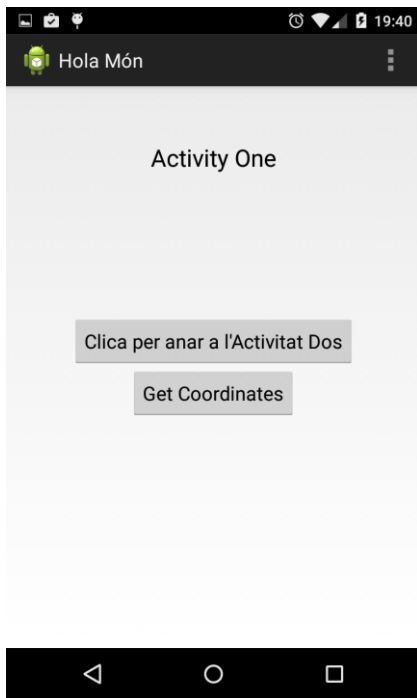 19:40
Hola Món
Activity One
Clica per anar a l'Activitat Dos
Get Coordinates